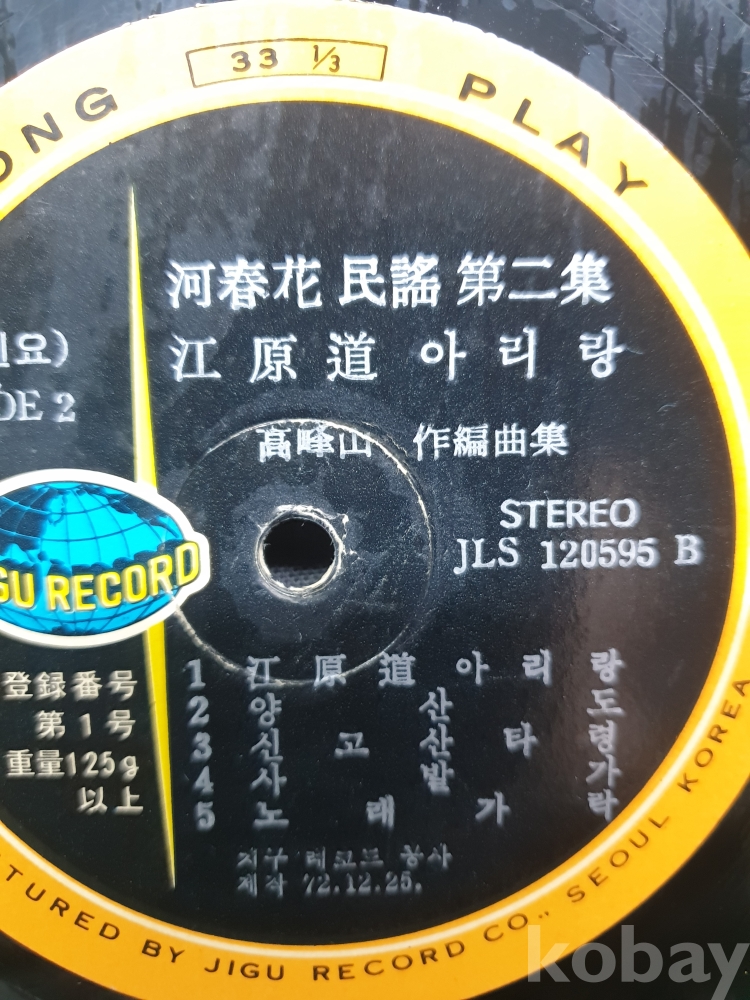 33 ⅓
ONG PLAY
河春花 民謠 第二集
江原道 아리랑
요)
DE 2
高峰山 作編曲集
STEREO
JLS 120595 B
GU RECORD
登録番号
第1号
重量125g
以上
1 江原道아리랑
2 양산도
3 신고산타령
4 사발가
5 노래가락
지구 레코드 공사
제작 72.12.25.
TURED BY JIGU RECORD CO., SEOUL KOREA
kobay